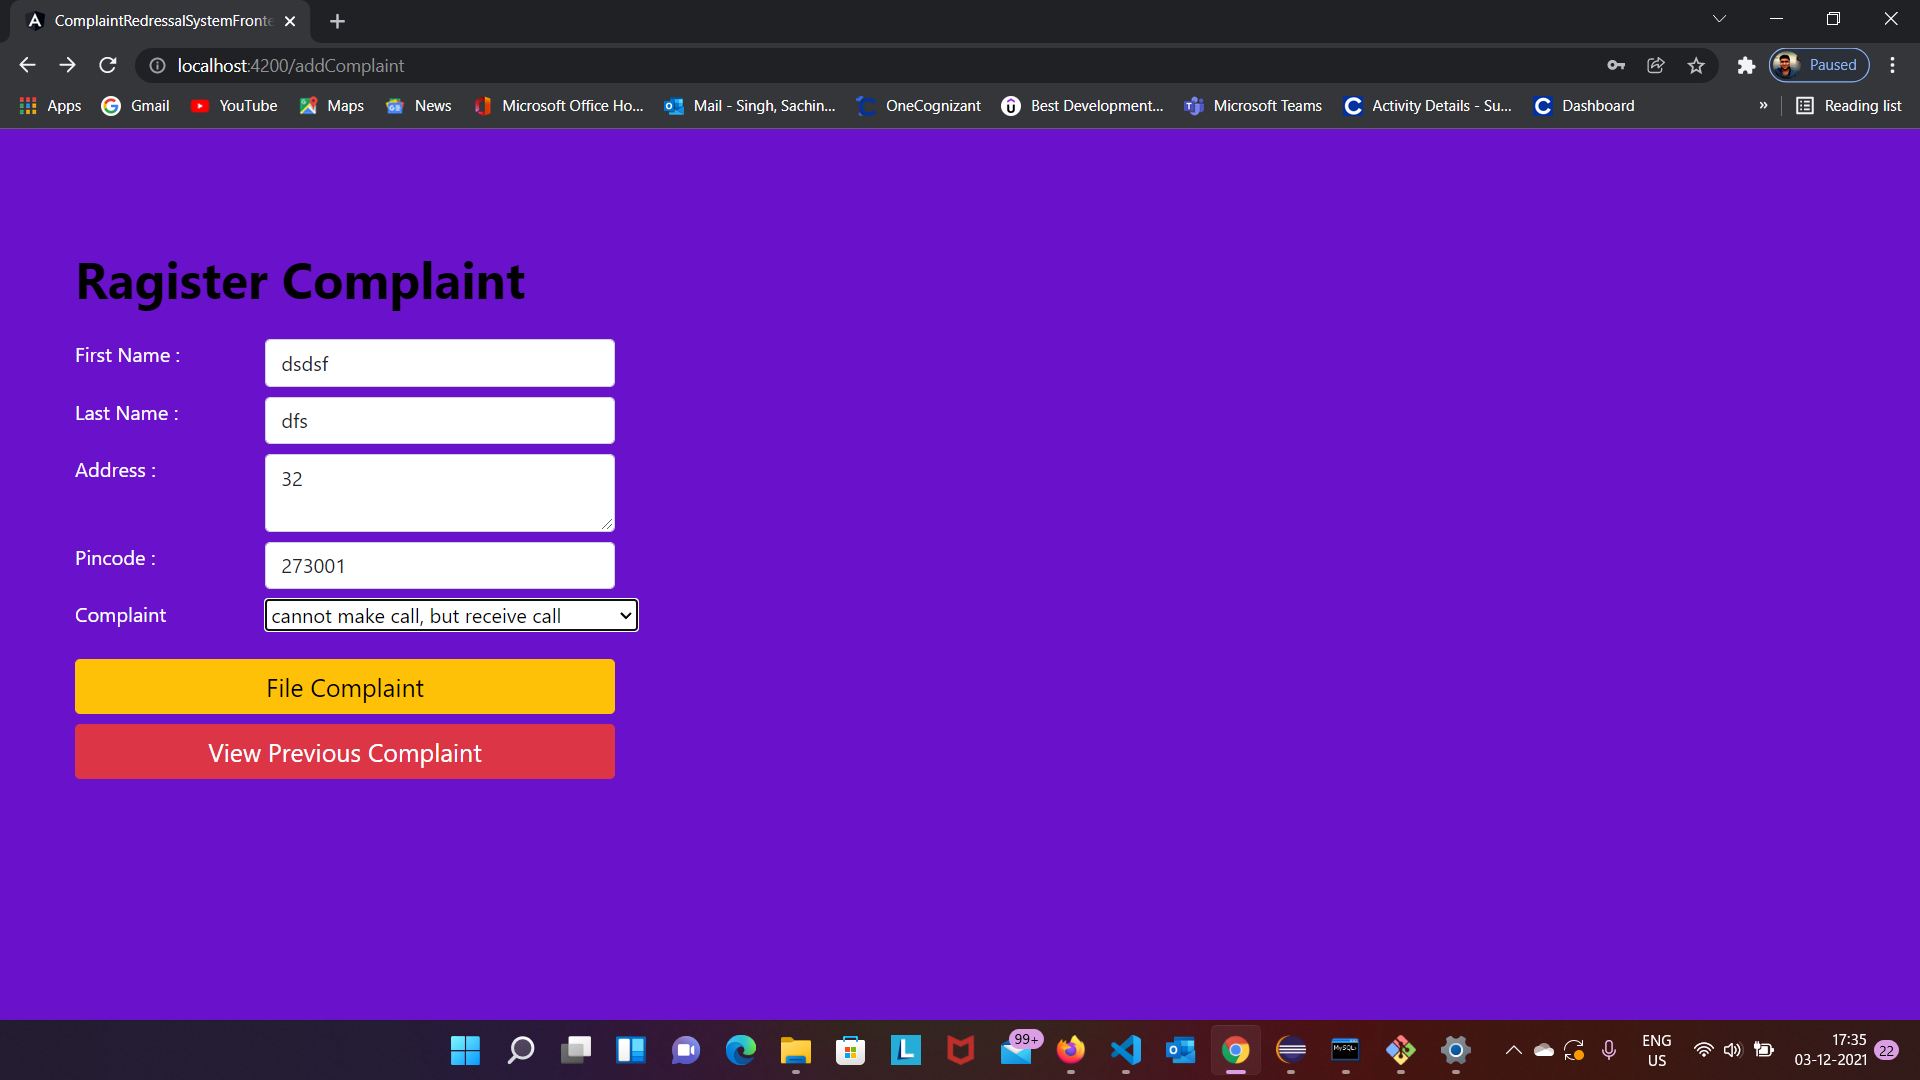 ComplaintRedressalSystemFronte
localhost:4200/addComplaint
Paused
Apps Gmail YouTube Maps News Microsoft Office Ho... Mail - Singh, Sachin... OneCognizant Best Development... Microsoft Teams Activity Details - Su... Dashboard » Reading list
Ragister Complaint
First Name : dsdsf
Last Name : dfs
Address : 32
Pincode : 273001
Complaint cannot make call, but receive call
File Complaint
View Previous Complaint
99+
ENG
US
17:35
03-12-2021
22